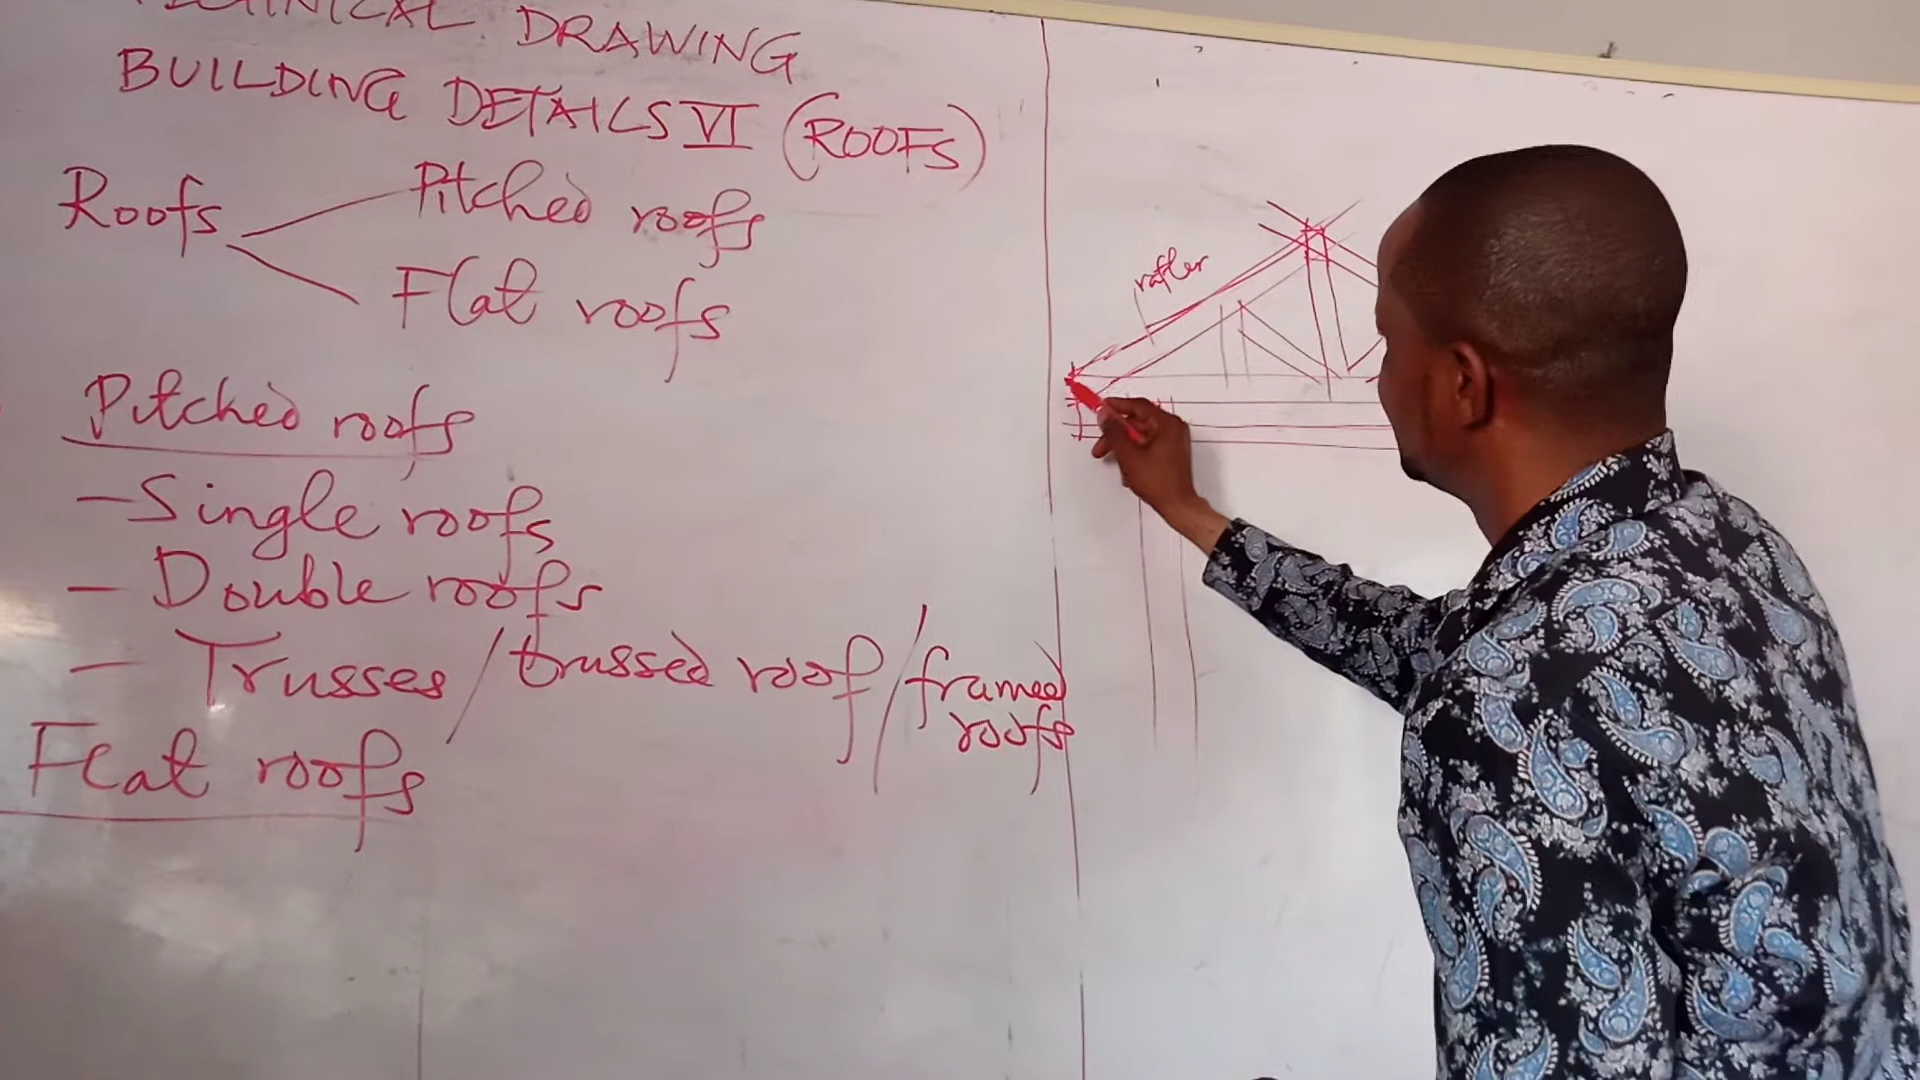 TECHNICAL DRAWING
BUILDING DETAILS VI (ROOFS)
Roofs
Pitched roofs
Flat roofs
Pitched roofs
- Single roofs
- Double roofs
- Trusses / trussed roof / framed
roofs
Flat roofs
rafter